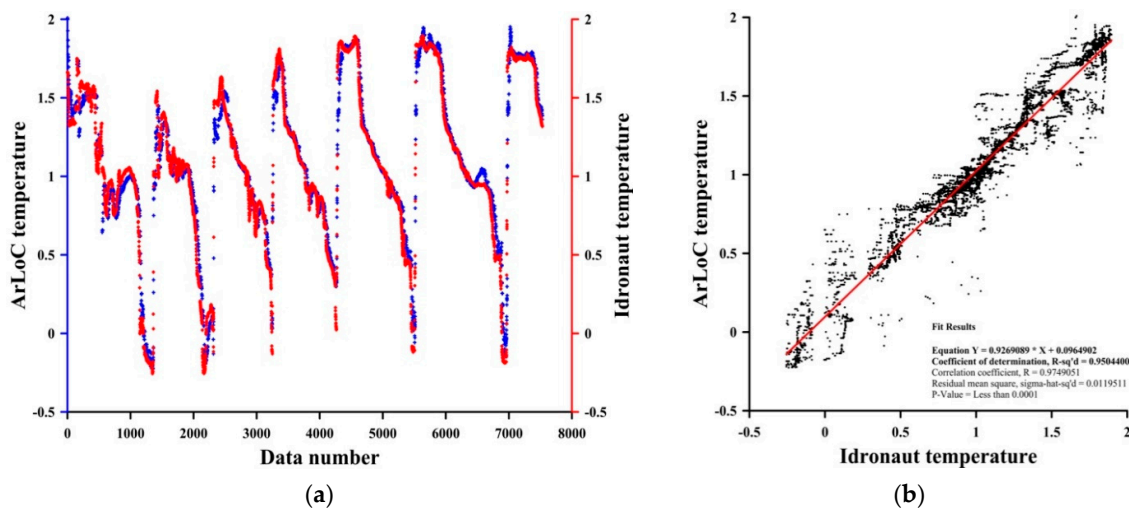 2
1.5
1
0.5
0
-0.5
ArLoC temperature
0 1000 2000 3000 4000 5000 6000 7000 8000
Data number
2
1.5
1
0.5
0
-0.5
Idronaut temperature
(a)
2
1.5
1
0.5
0
-0.5
ArLoC temperature
Fit Results
Equation Y = 0.9269089 * X + 0.0964902
Coefficient of determination, R-sq'd = 0.9504400
Correlation coefficient, R = 0.9749051
Residual mean square, sigma-hat-sq'd = 0.0119511
P-Value = Less than 0.0001
-0.5 0 0.5 1 1.5 2
Idronaut temperature
(b)